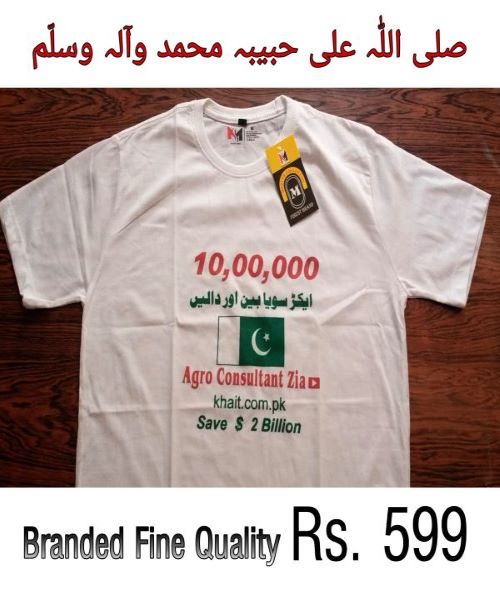 صلی اللّٰہ علی حبیبہ محمد وآلہ وسلّم
M
10,00,000
ایکڑ سویا بین اور دالیں
Agro Consultant Zia
khait.com.pk
Save $ 2 Billion
Branded Fine Quality Rs. 599